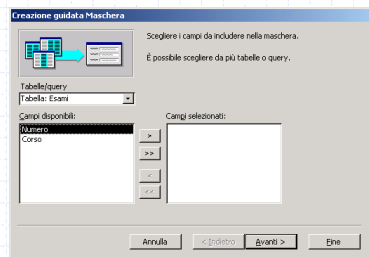 Creazione guidata Maschera
Scegliere i campi da includere nella maschera.
È possibile scegliere da più tabelle o query.
Tabelle/query
Tabella: Esami
Campi disponibili:
Campi selezionati:
Numero
Corso
>
>>
<
<<
Annulla
< Indietro
Avanti >
Fine